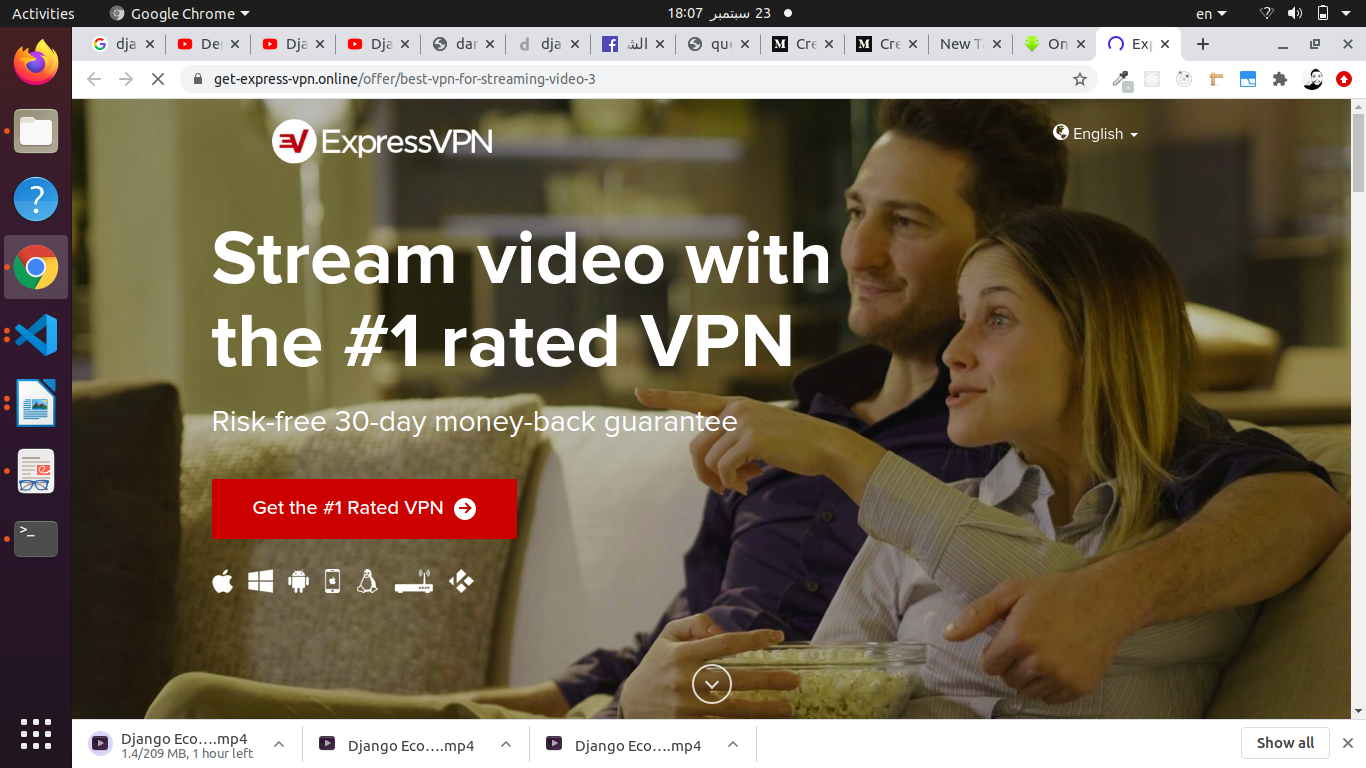 Activities
Google Chrome
23 سبتمبر 18:07
en
dja
Der
Dja
Dja
dar
dja
الش
que
Cre
Cre
New Ta
On
Exp
get-express-vpn.online/offer/best-vpn-for-streaming-video-3
ExpressVPN
English
Stream video with
the #1 rated VPN
Risk-free 30-day money-back guarantee
Get the #1 Rated VPN
Django Eco….mp4
1.4/209 MB, 1 hour left
Django Eco….mp4
Django Eco….mp4
Show all